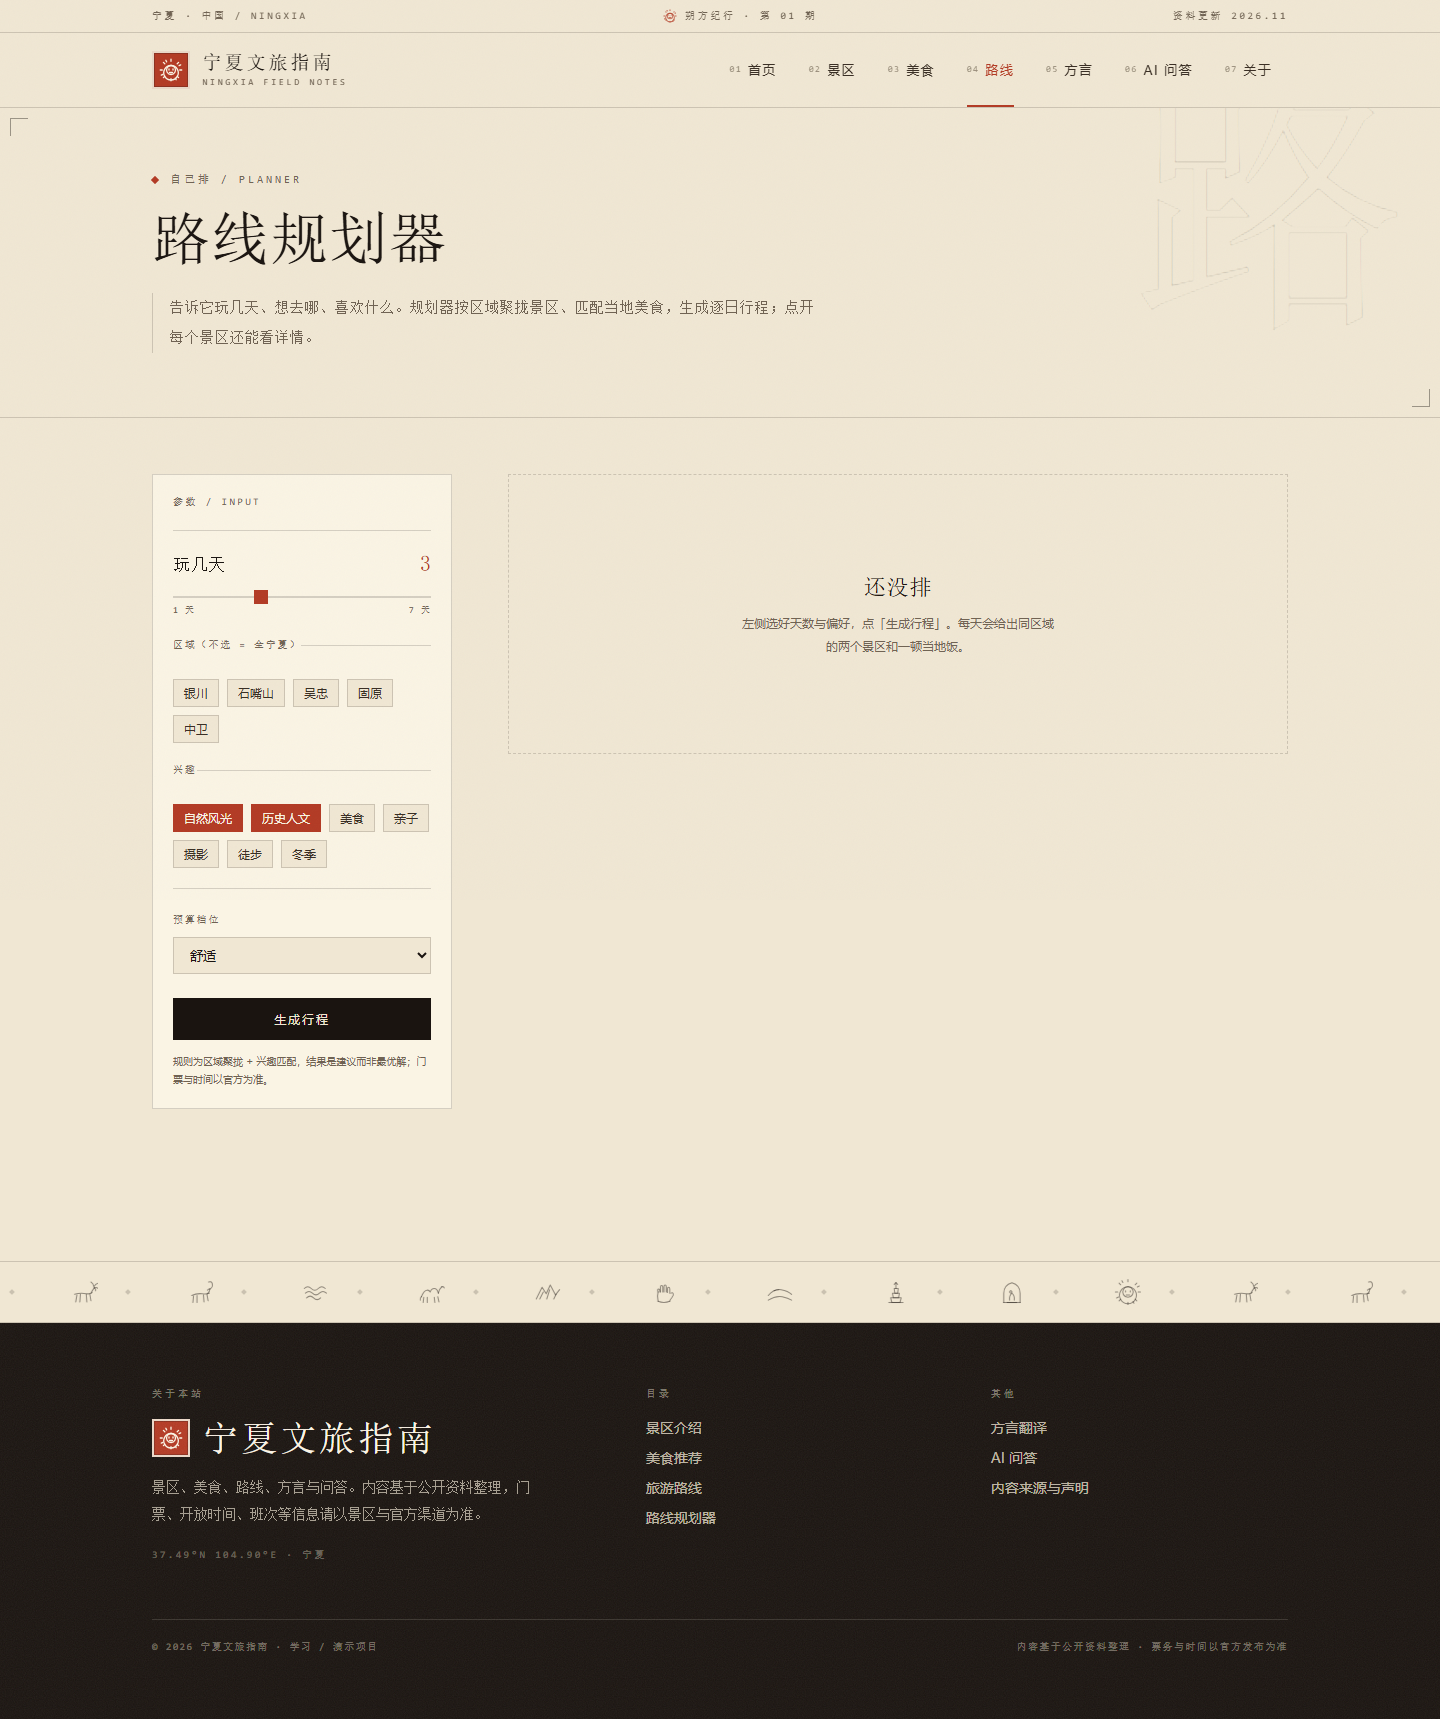 宁夏 · 中国 / NINGXIA
朔方纪行 · 第 01 期
资料更新 2026.11
宁夏文旅指南
NINGXIA FIELD NOTES
01 首页
02 景区
03 美食
04 路线
05 方言
06 AI 问答
07 关于
路
自己排 / PLANNER
路线规划器
告诉它玩几天、想去哪、喜欢什么。规划器按区域聚拢景区、匹配当地美食，生成逐日行程；点开
每个景区还能看详情。
参数 / INPUT
玩几天 3
1 天 7 天
区域（不选 = 全宁夏）
银川 石嘴山 吴忠 固原
中卫
兴趣
自然风光 历史人文 美食 亲子
摄影 徒步 冬季
预算档位
舒适
生成行程
规则为区域聚拢 + 兴趣匹配，结果是建议而非最优解；门
票与时间以官方为准。
还没排
左侧选好天数与偏好，点「生成行程」。每天会给出同区域
的两个景区和一顿当地饭。
关于本站
宁夏文旅指南
景区、美食、路线、方言与问答。内容基于公开资料整理，门
票、开放时间、班次等信息请以景区与官方渠道为准。
37.49°N 104.90°E · 宁夏
目录
景区介绍
美食推荐
旅游路线
路线规划器
其他
方言翻译
AI 问答
内容来源与声明
© 2026 宁夏文旅指南 · 学习 / 演示项目
内容基于公开资料整理 · 票务与时间以官方发布为准